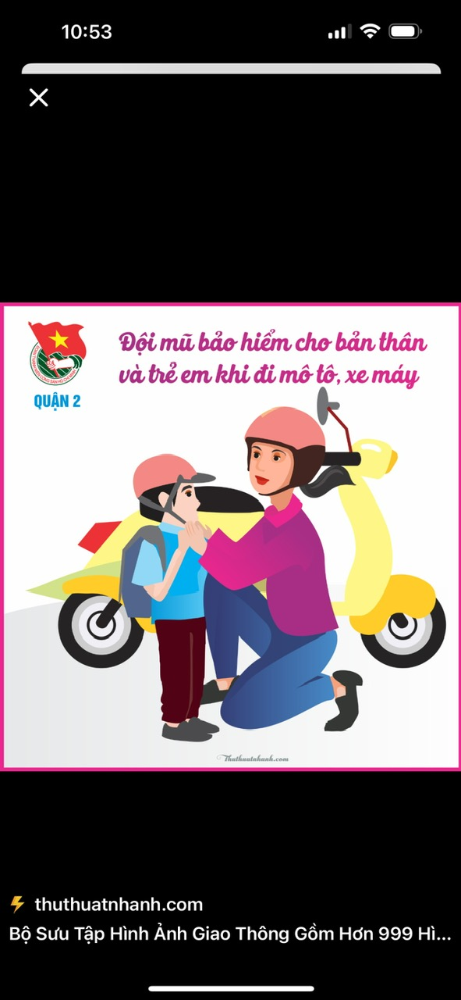 10:53
Đội mũ bảo hiểm cho bản thân
và trẻ em khi đi mô tô, xe máy
QUẬN 2
Thuthuatnhanh.com
thuthuatnhanh.com
Bộ Sưu Tập Hình Ảnh Giao Thông Gồm Hơn 999 Hì...